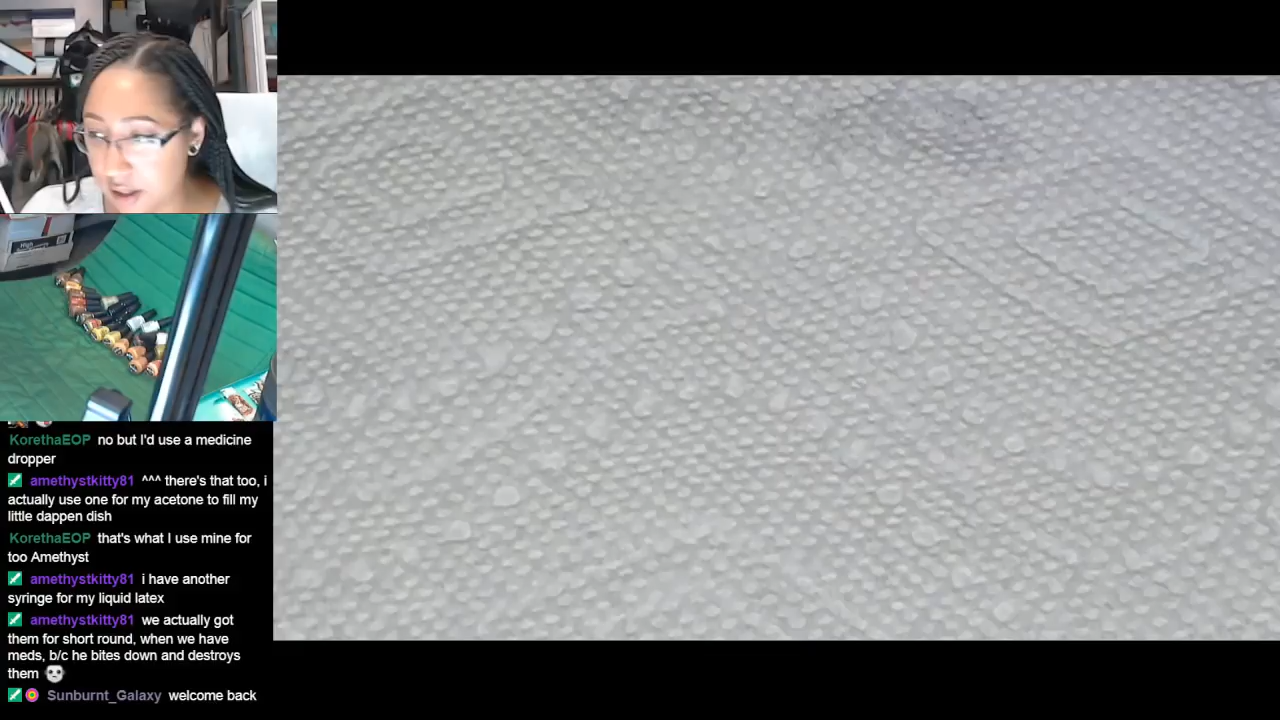 High
KorethaEOP no but I'd use a medicine
dropper
amethystkitty81 ^^^ there's that too, i
actually use one for my acetone to fill my
little dappen dish
KorethaEOP that's what I use mine for
too Amethyst
amethystkitty81 i have another
syringe for my liquid latex
amethystkitty81 we actually got
them for short round, when we have
meds, b/c he bites down and destroys
them
Sunburnt_Galaxy welcome back